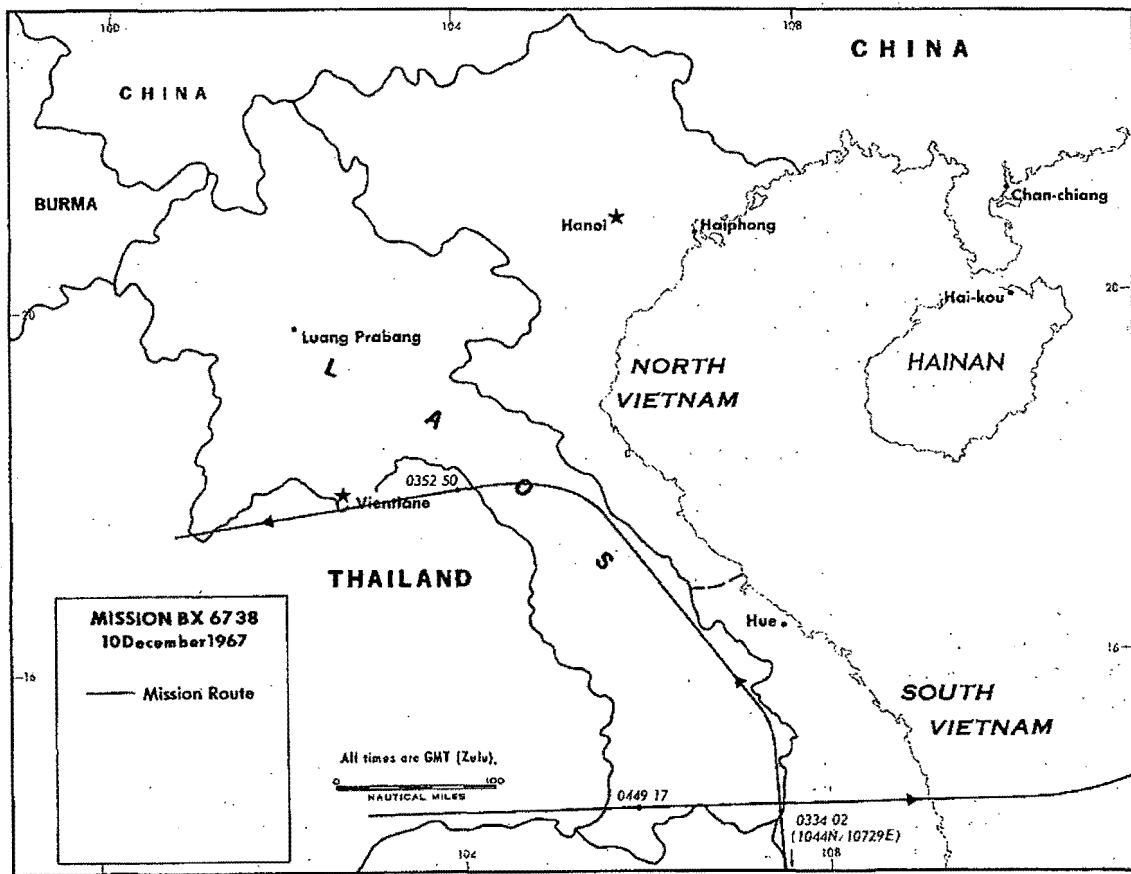 100
104
108
CHINA
CHINA
BURMA
Hanoi
Haiphong
Chan-chiang
20
20
Hai-kou
Luang Prabang
L
A
O
S
NORTH
VIETNAM
HAINAN
0352 50
Vientiane
THAILAND
Hue
MISSION BX 6738
10December1967
Mission Route
16
16
SOUTH
VIETNAM
All times are GMT (Zulu).
0
100
NAUTICAL MILES
0449 17
0334 02
(1044N/10729E)
104
108